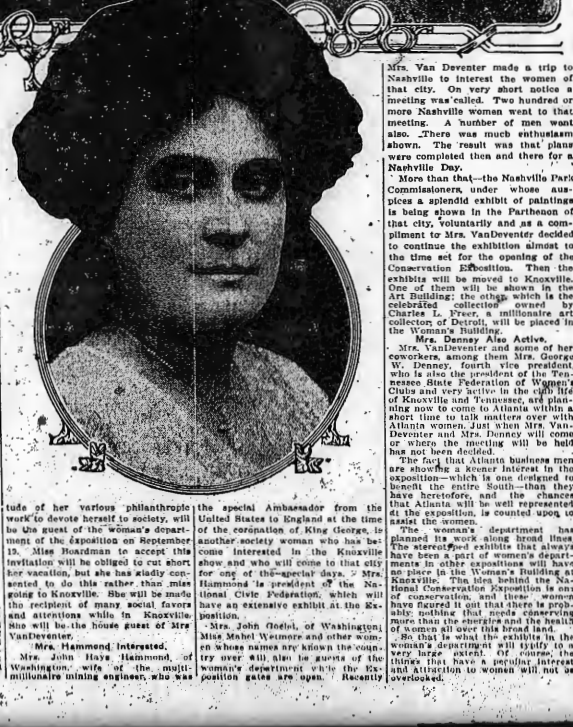 tude of her various philanthropic
work to devote herself to society, will
be the guest of the woman's depart-
ment of the exposition on September
15. Miss Boardman to accept this
invitation will be obliged to cut short
her vacation, but she has gladly con-
sented to do this rather than miss
going to Knoxville. She will be made
the recipient of many social favors
and attentions while in Knoxville.
She will be the house guest of Mrs
VanDeventer.
Mrs. Hammond Interested.
Mrs. John Hays Hammond, of
Washington, wife of the multi-
millionaire mining engineer, who was
the special Ambassador from the
United States to England at the time
of the coronation of King George, is
another society woman who has be-
come interested in the Knoxville
show and who will come to that city
for one of the special days. Mrs.
Hammond is president of the Na-
tional Civic Federation, which will
have an extensive exhibit at the Ex-
position.
Mrs. John Goelst, of Washington;
Miss Mabel Wetmore and other wom-
en whose names are known the coun-
try over will also be guests of the
woman's department while the Ex-
position gates are open. Recently
Mrs. Van Deventer made a trip to
Nashville to interest the women of
that city. On very short notice a
meeting was called. Two hundred or
more Nashville women went to that
meeting. A number of men went
also. There was much enthusiasm
shown. The result was that plans
were completed then and there for a
Nashville Day.
More than that—the Nashville Park
Commissioners, under whose aus-
pices a splendid exhibit of paintings
is being shown in the Parthenon of
that city, voluntarily and as a com-
pliment to Mrs. VanDeventer decided
to continue the exhibition almost to
the time set for the opening of the
Conservation Exposition. Then the
exhibits will be moved to Knoxville.
One of them will be shown in the
Art Building; the other, which is the
celebrated collection owned by
Charles L. Freer, a millionaire art
collector of Detroit, will be placed in
the Woman's Building.
Mrs. Denney Also Active.
Mrs. VanDeventer and some of her
coworkers, among them Mrs. George
W. Denney, fourth vice president,
who is also the president of the Ten-
nessee State Federation of Women's
Clubs and very active in the club life
of Knoxville and Tennessee, are plan-
ning now to come to Atlanta within a
short time to talk matters over with
Atlanta women. Just when Mrs. Van-
Deventer and Mrs. Denney will come
or where the meeting will be held
has not been decided.
The fact that Atlanta business men
are showing a keener interest in the
exposition—which is one designed to
benefit the entire South—than they
have heretofore, and the chances
that Atlanta will be well represented
at the exposition, is counted upon to
assist the women.
The woman's department has
planned its work along broad lines.
The stereotyped exhibits that always
have been a part of women's depart-
ments in other expositions will have
no place in the Woman's Building at
Knoxville. The idea behind the Na-
tional Conservation Exposition is one
of conservation, and these women
have figured it out that there is prob-
ably nothing that needs conserving
more than the energies and the health
of women all over this broad land.
So that is what the exhibits in the
woman's department will typify to a
very large extent. Of course, the
things that have a peculiar interest
and attraction to women will not be
overlooked.